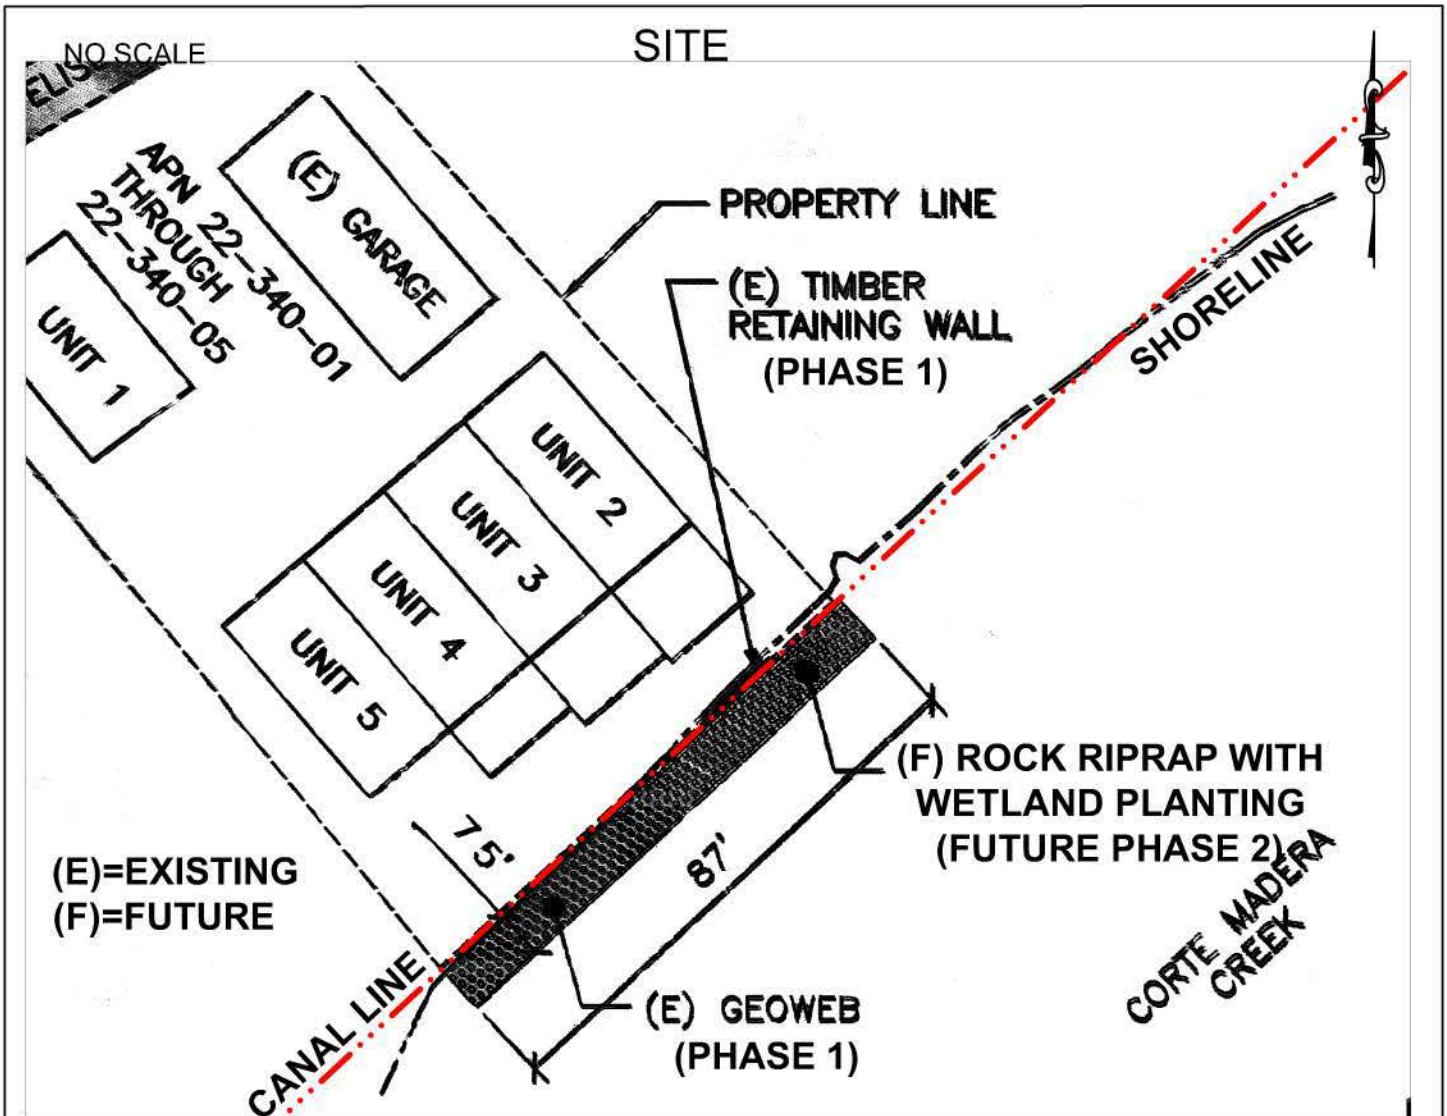 NO SCALE
SITE
ELIS
APN 22-340-01
THROUGH
22-340-05
(E) GARAGE
UNIT 1
PROPERTY LINE
(E) TIMBER
RETAINING WALL
(PHASE 1)
SHORELINE
UNIT 2
UNIT 3
UNIT 4
UNIT 5
75'
87'
(F) ROCK RIPRAP WITH
WETLAND PLANTING
(FUTURE PHASE 2)
(E)=EXISTING
(F)=FUTURE
CORTE MADERA
CREEK
CANAL LINE
(E) GEOWEB
(PHASE 1)